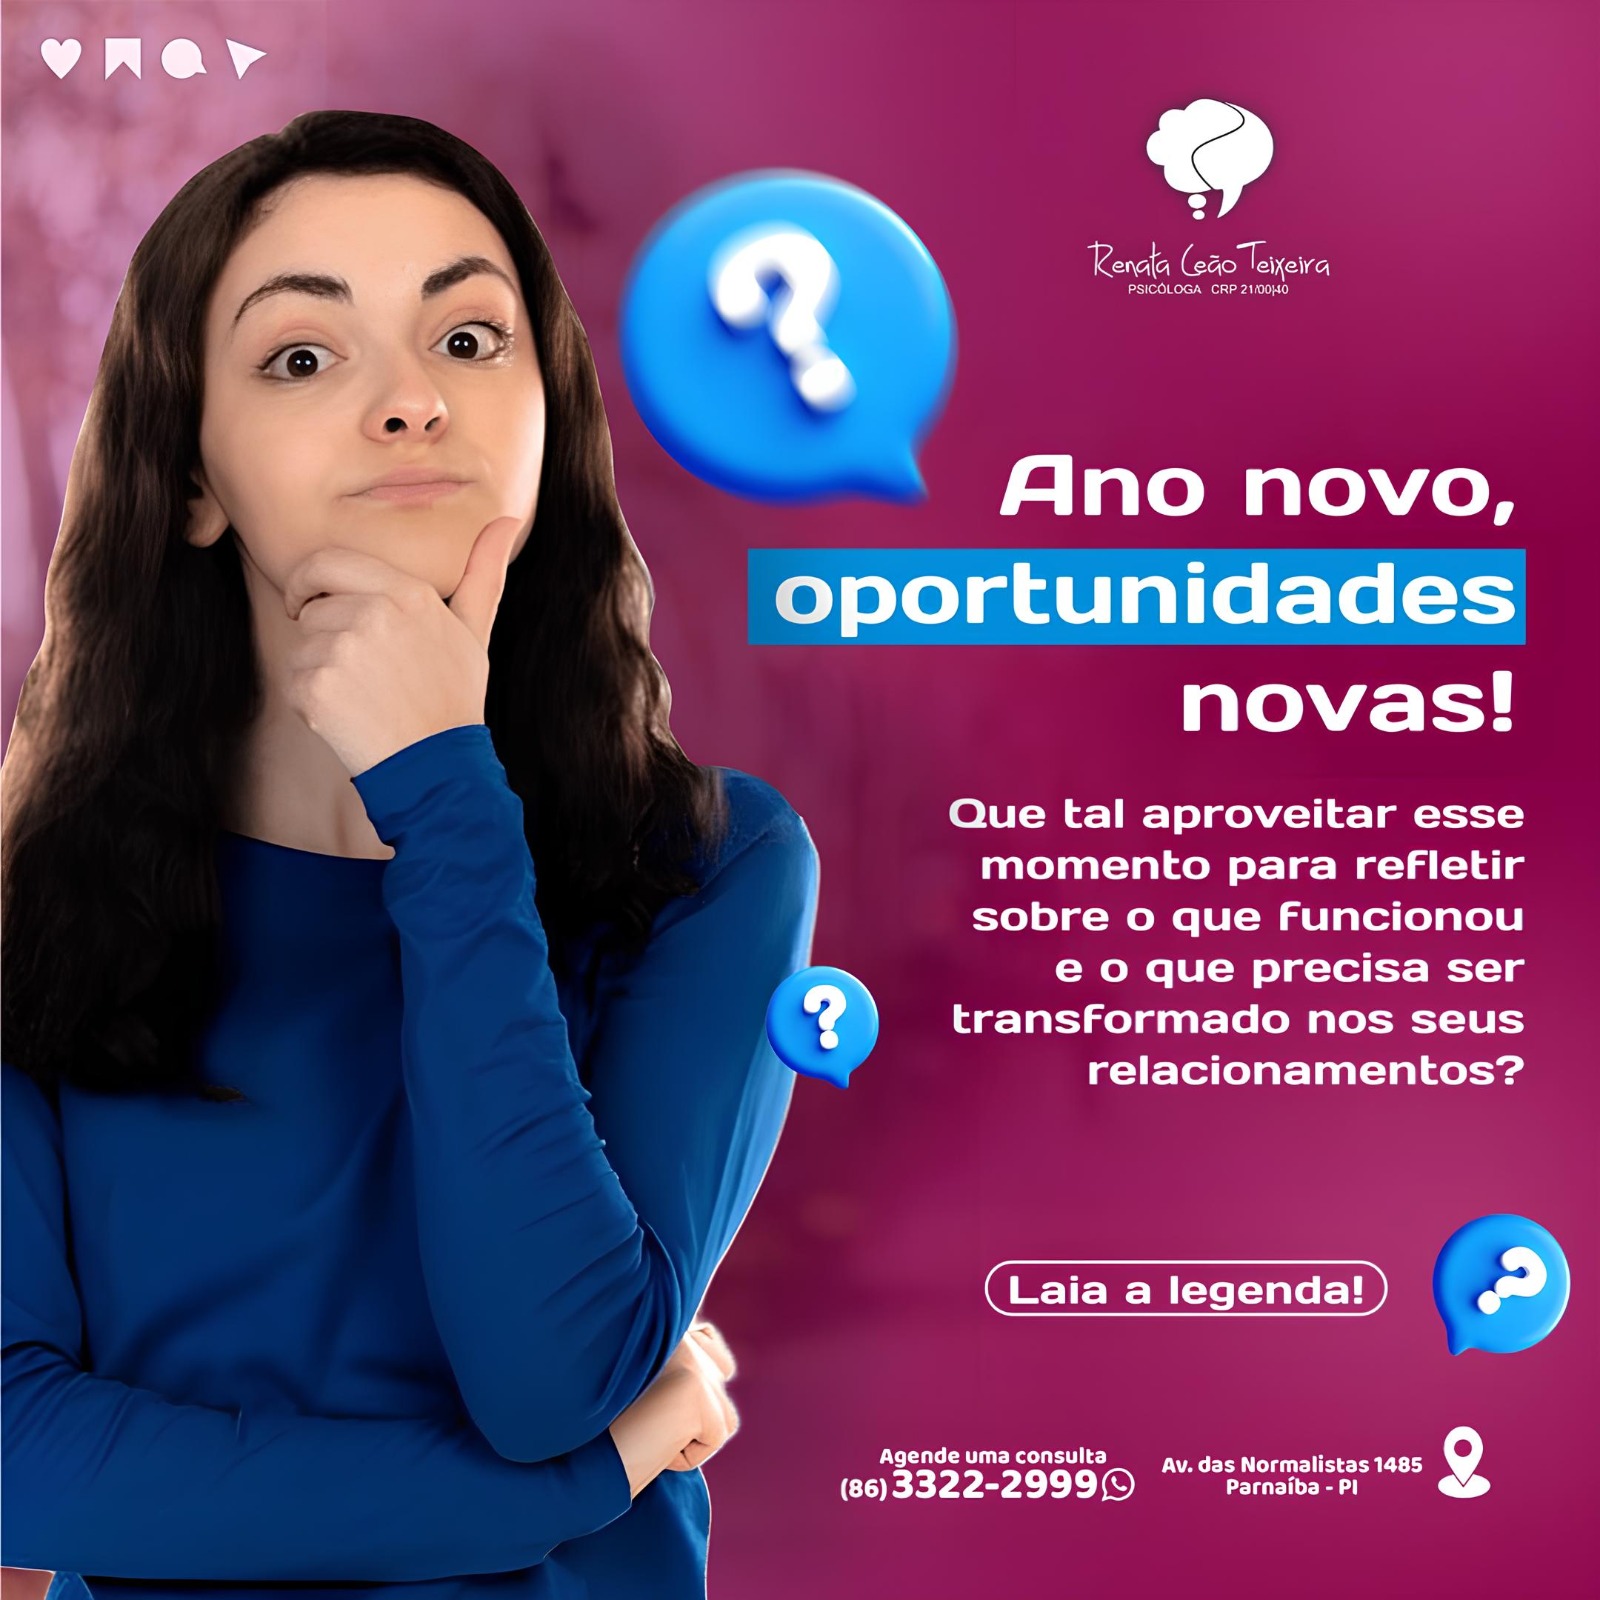 Renata Leão Teixeira
PSICÓLOGA CRP 21/00140
Ano novo,
oportunidades
novas!
Que tal aproveitar esse
momento para refletir
sobre o que funcionou
e o que precisa ser
transformado nos seus
relacionamentos?
Laia a legenda!
Agende uma consulta
(86) 3322-2999
Av. das Normalistas 1485
Parnaíba - PI